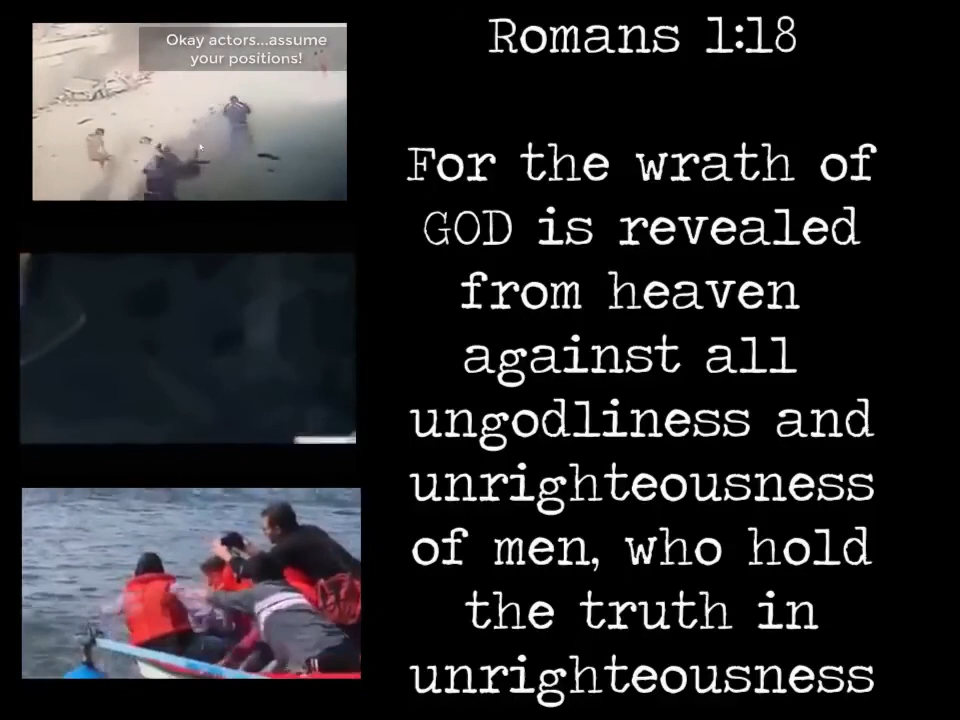 Okay actors...assume
your positions!
Romans 1:18
For the wrath of
GOD is revealed
from heaven
against all
ungodliness and
unrighteousness
of men, who hold
the truth in
unrighteousness